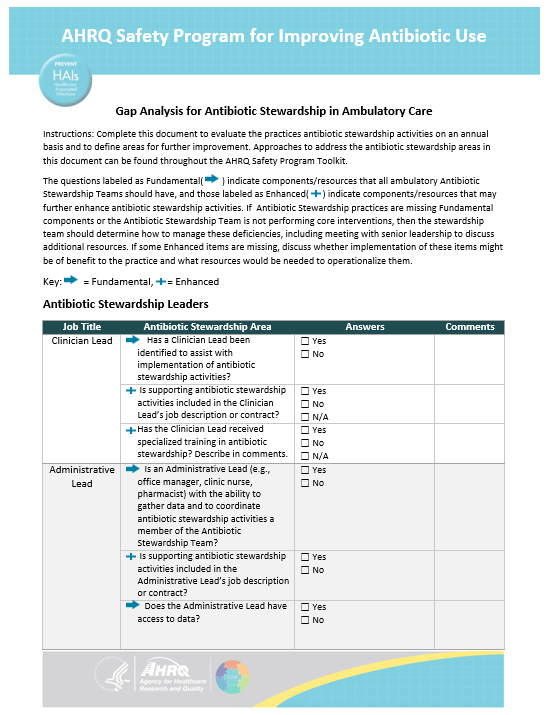 AHRQ Safety Program for Improving Antibiotic Use
PREVENT
HAIs
Healthcare
Associated
Infections
Gap Analysis for Antibiotic Stewardship in Ambulatory Care
Instructions: Complete this document to evaluate the practices antibiotic stewardship activities on an annual
basis and to define areas for further improvement. Approaches to address the antibiotic stewardship areas in
this document can be found throughout the AHRQ Safety Program Toolkit.
The questions labeled as Fundamental( ) indicate components/resources that all ambulatory Antibiotic
Stewardship Teams should have, and those labeled as Enhanced( + ) indicate components/resources that may
further enhance antibiotic stewardship activities. If Antibiotic Stewardship practices are missing Fundamental
components or the Antibiotic Stewardship Team is not performing core interventions, then the stewardship
team should determine how to manage these deficiencies, including meeting with senior leadership to discuss
additional resources. If some Enhanced items are missing, discuss whether implementation of these items might
be of benefit to the practice and what resources would be needed to operationalize them.
Key: = Fundamental, + = Enhanced
Antibiotic Stewardship Leaders
Job Title Antibiotic Stewardship Area Answers Comments
Clinician Lead
Has a Clinician Lead been
identified to assist with
implementation of antibiotic
stewardship activities?
Yes
No
+ Is supporting antibiotic stewardship
activities included in the Clinician
Lead's job description or contract?
Yes
No
N/A
+ Has the Clinician Lead received
specialized training in antibiotic
stewardship? Describe in comments.
Yes
No
N/A
Administrative
Lead
Is an Administrative Lead (e.g.,
office manager, clinic nurse,
pharmacist) with the ability to
gather data and to coordinate
antibiotic stewardship activities a
member of the Antibiotic
Stewardship Team?
Yes
No
+ Is supporting antibiotic stewardship
activities included in the
Administrative Lead's job description
or contract?
Yes
No
Does the Administrative Lead have
access to data?
Yes
No
AHRQ
Agency for Healthcare
Research and Quality